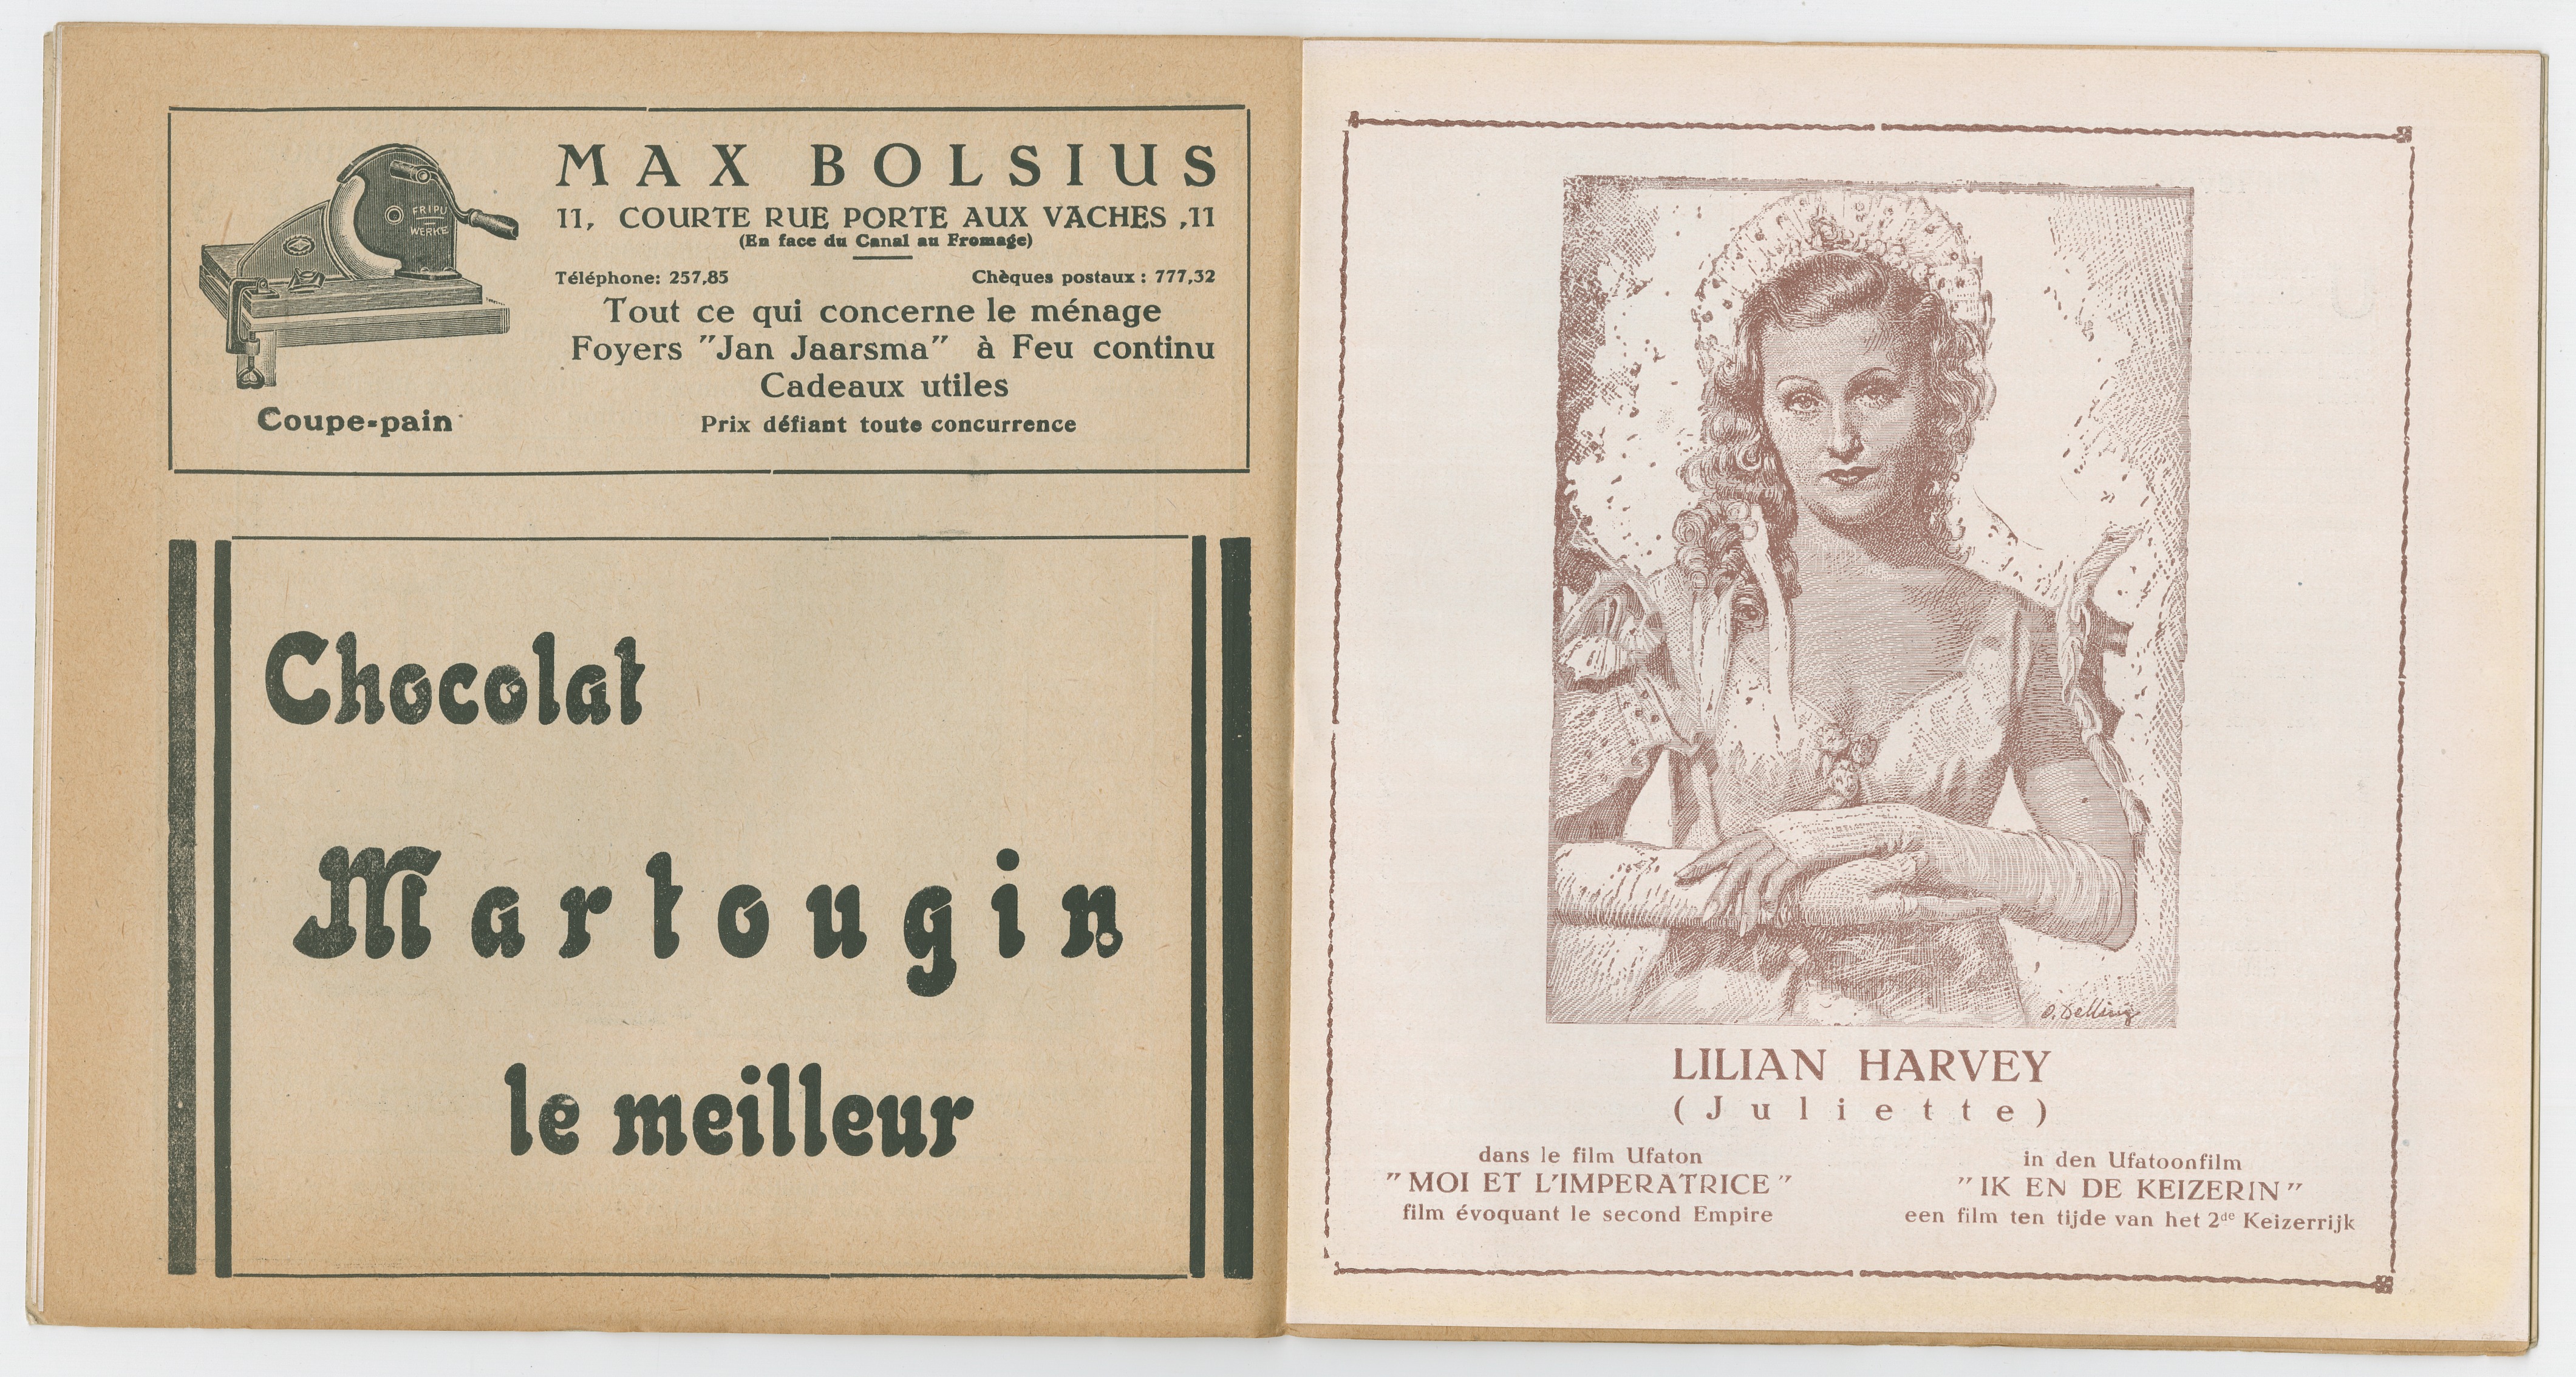 FRIPU
WERKE
Coupe-pain
MAX BOLSIUS
11, COURTE RUE PORTE AUX VACHES ,11
(En face du Canal au Fromage)
Téléphone: 257,85 Chèques postaux : 777,32
Tout ce qui concerne le ménage
Foyers "Jan Jaarsma" à Feu continu
Cadeaux utiles
Prix défiant toute concurrence
Chocolat
Martougin
le meilleur
O. Delling
LILIAN HARVEY
(Juliette)
dans le film Ufaton
"MOI ET L'IMPERATRICE"
film évoquant le second Empire
in den Ufatoonfilm
"IK EN DE KEIZERIN"
een film ten tijde van het 2de Keizerrijk